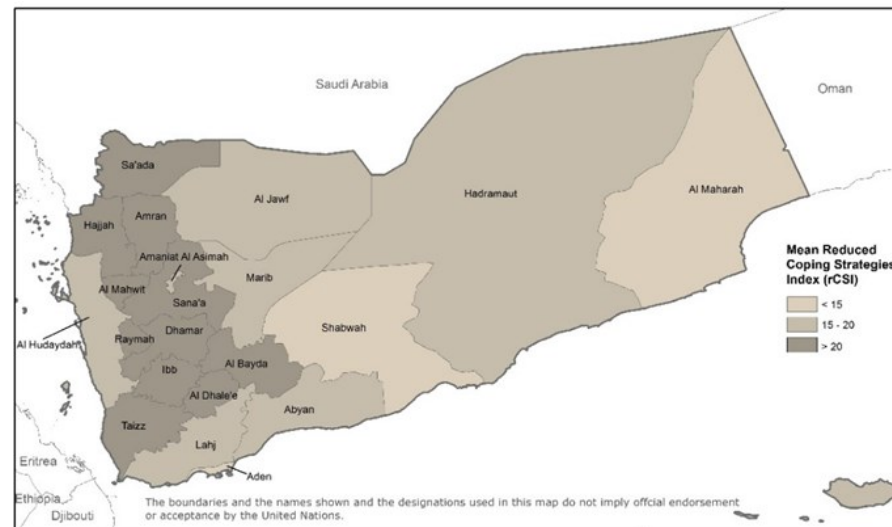 Saudi Arabia
Oman
Sa'ada
Al Jawf
Hadramaut
Al Maharah
Hajjah
Amran
Amaniat Al Asimah
Marib
Al Mahwit
Sana'a
Shabwah
Al Hudaydah
Raymah
Dhamar
Al Bayda
Ibb
Al Dhale'e
Abyan
Taizz
Lahj
Aden
Eritrea
Ethiopia
Djibouti
Mean Reduced
Coping Strategies
Index (rCSI)
< 15
15 - 20
> 20
The boundaries and the names shown and the designations used in this map do not imply offcial endorsement
or acceptance by the United Nations.